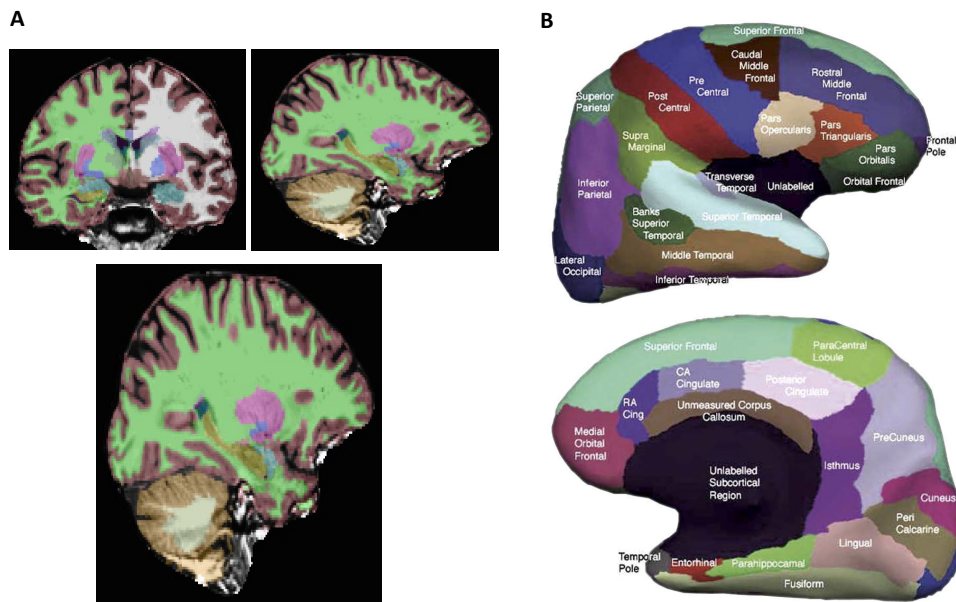 A
B
Superior Frontal
Caudal
Middle
Frontal
Rostral
Middle
Frontal
Pre
Central
Post
Central
Superior
Parietal
Supra
Marginal
Pars
Opercularis
Pars
Triangularis
Pars
Orbitalis
Frontal
Pole
Orbital Frontal
Transverse
Temporal
Unlabelled
Inferior
Parietal
Superior Temporal
Banks
Superior
Temporal
Middle Temporal
Lateral
Occipital
Inferior Temporal
Superior Frontal
ParaCentral
Lobule
CA
Cingulate
Posterior
Cingulate
RA
Cing
Unmeasured Corpus
Callosum
Medial
Orbital
Frontal
PreCuneus
Isthmus
Unlabelled
Subcortical
Region
Cuneus
Peri
Calcarine
Lingual
Temporal
Pole
Entorhinal
Parahippocampal
Fusiform